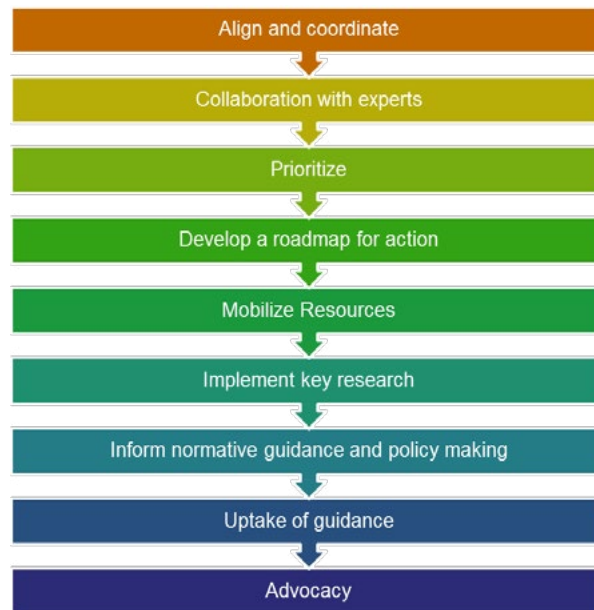 Align and coordinate
Collaboration with experts
Prioritize
Develop a roadmap for action
Mobilize Resources
Implement key research
Inform normative guidance and policy making
Uptake of guidance
Advocacy